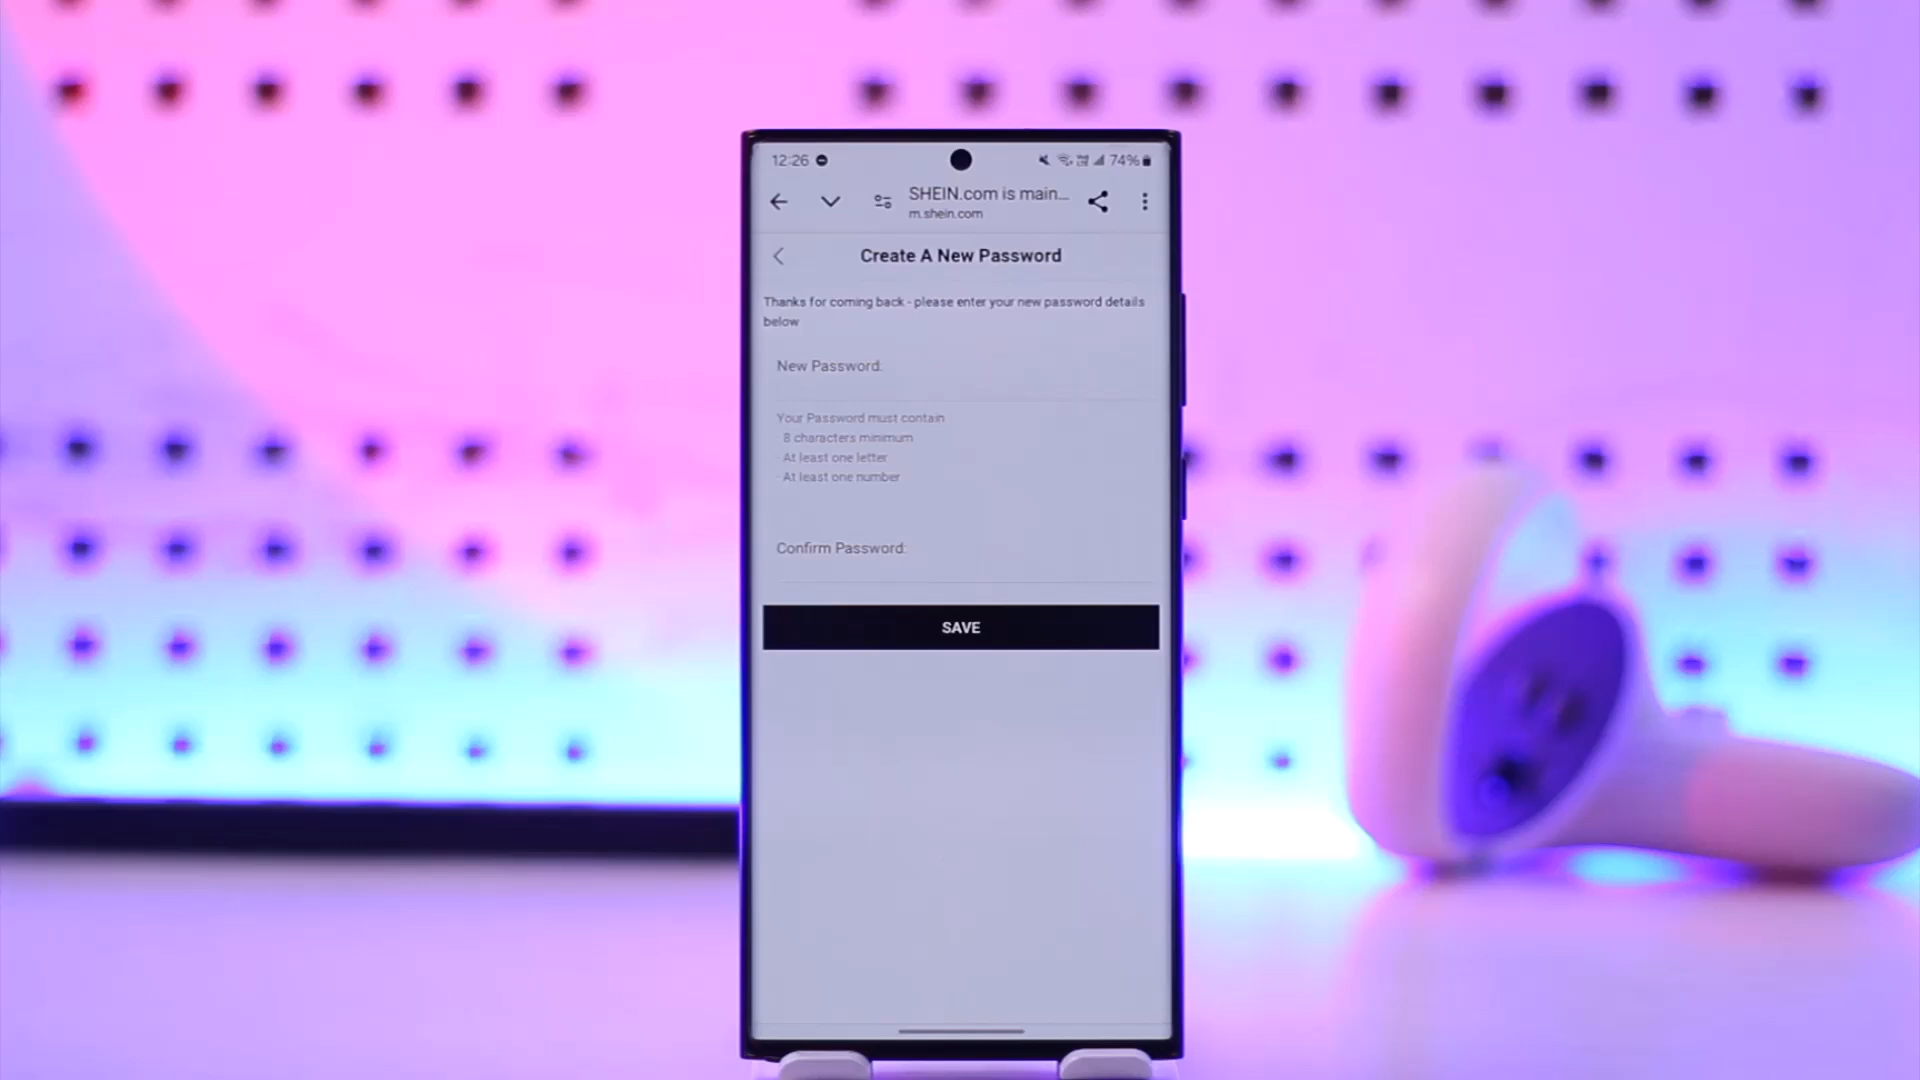 12:26 74%
SHEIN.com is main...
m.shein.com
Create A New Password
Thanks for coming back - please enter your new password details
below
New Password:
Your Password must contain
· 8 characters minimum
· At least one letter
· At least one number
Confirm Password:
SAVE